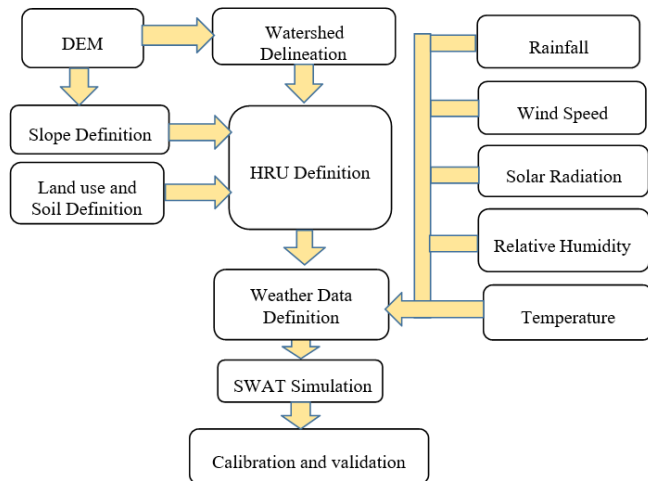 DEM
Watershed
Delineation
Rainfall
Slope Definition
Wind Speed
HRU Definition
Land use and
Soil Definition
Solar Radiation
Relative Humidity
Weather Data
Definition
Temperature
SWAT Simulation
Calibration and validation